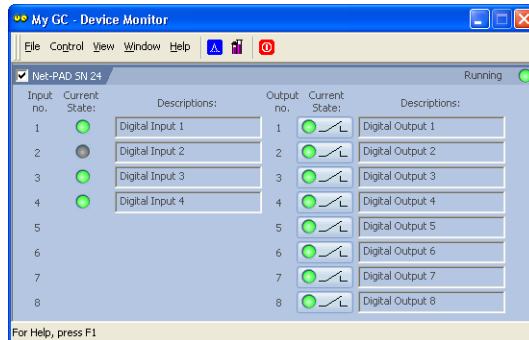 My GC - Device Monitor
File Control View Window Help
Net-PAD SN 24 Running
Input no. Current State: Descriptions: Output no. Current State: Descriptions:
1 Digital Input 1 1 Digital Output 1
2 Digital Input 2 2 Digital Output 2
3 Digital Input 3 3 Digital Output 3
4 Digital Input 4 4 Digital Output 4
5 5 Digital Output 5
6 6 Digital Output 6
7 7 Digital Output 7
8 8 Digital Output 8
For Help, press F1